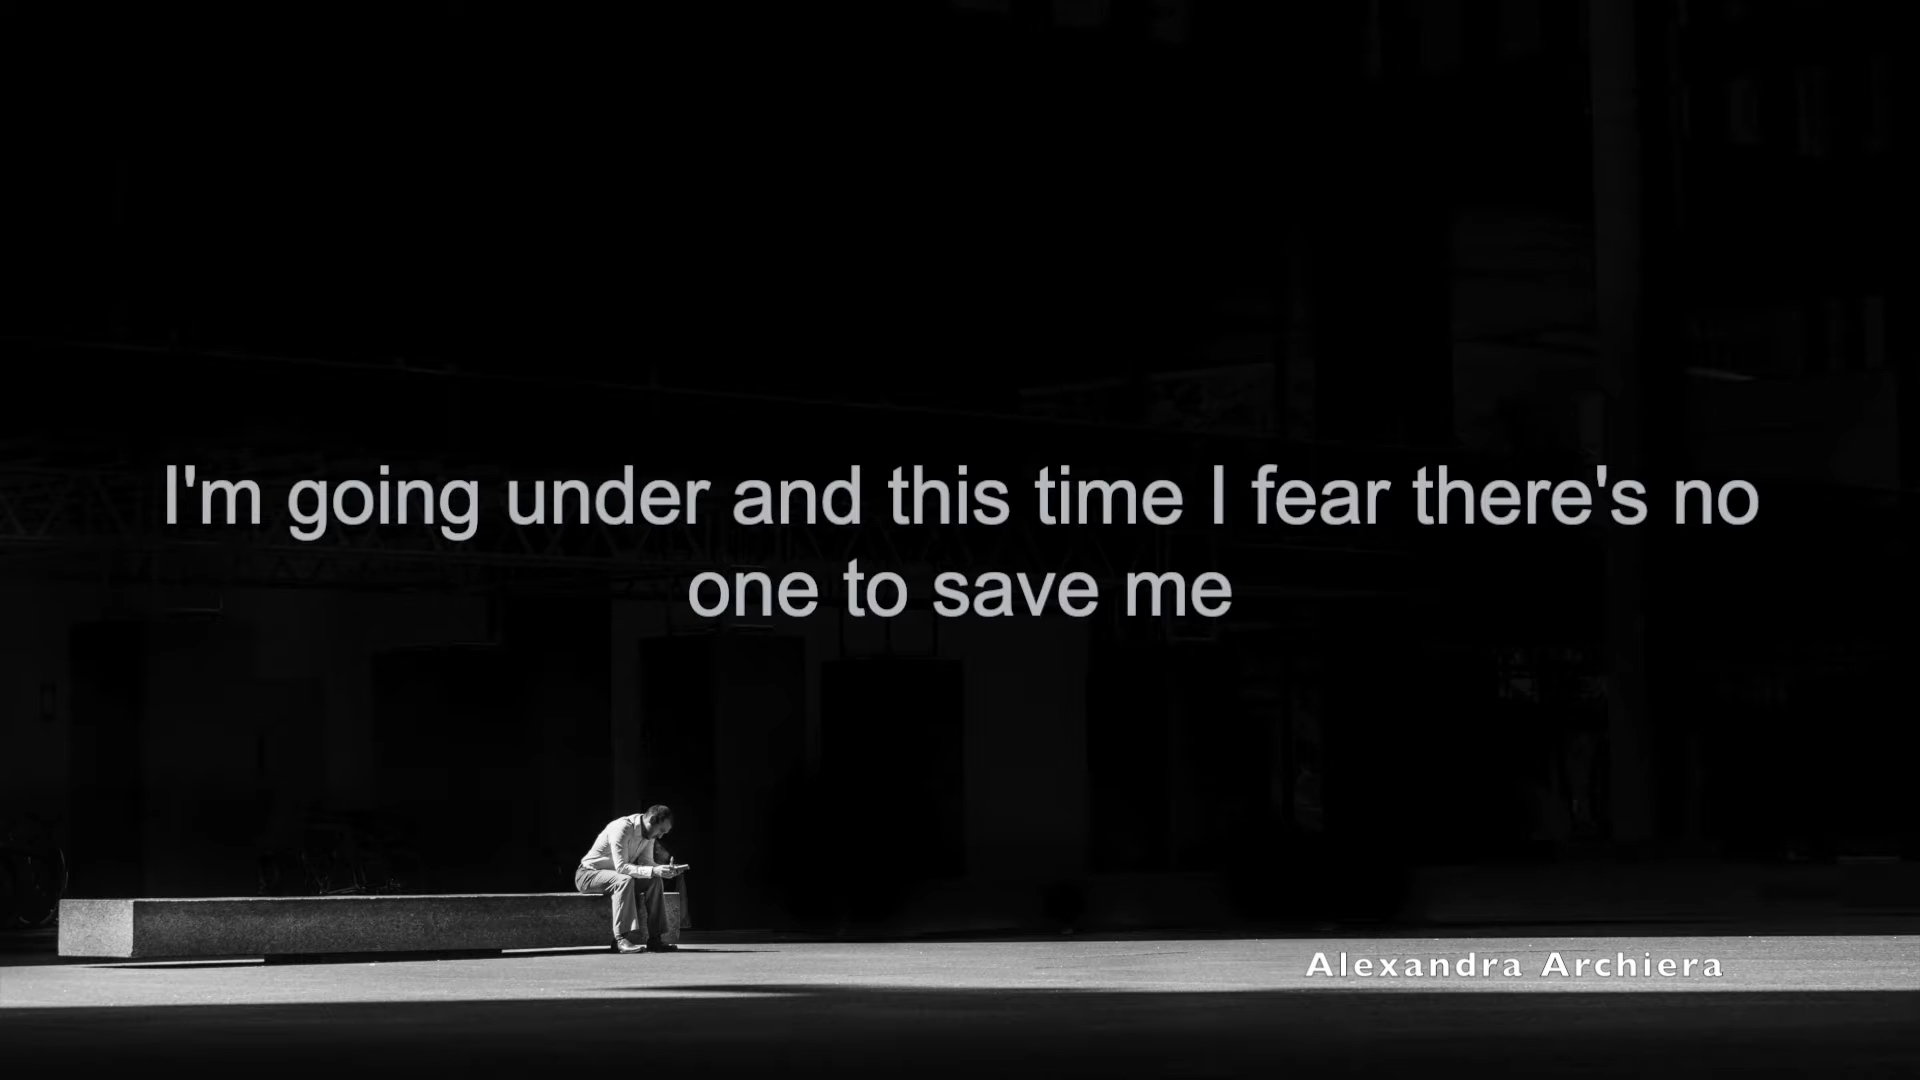 I'm going under and this time I fear there's no
one to save me
Alexandra Archiera